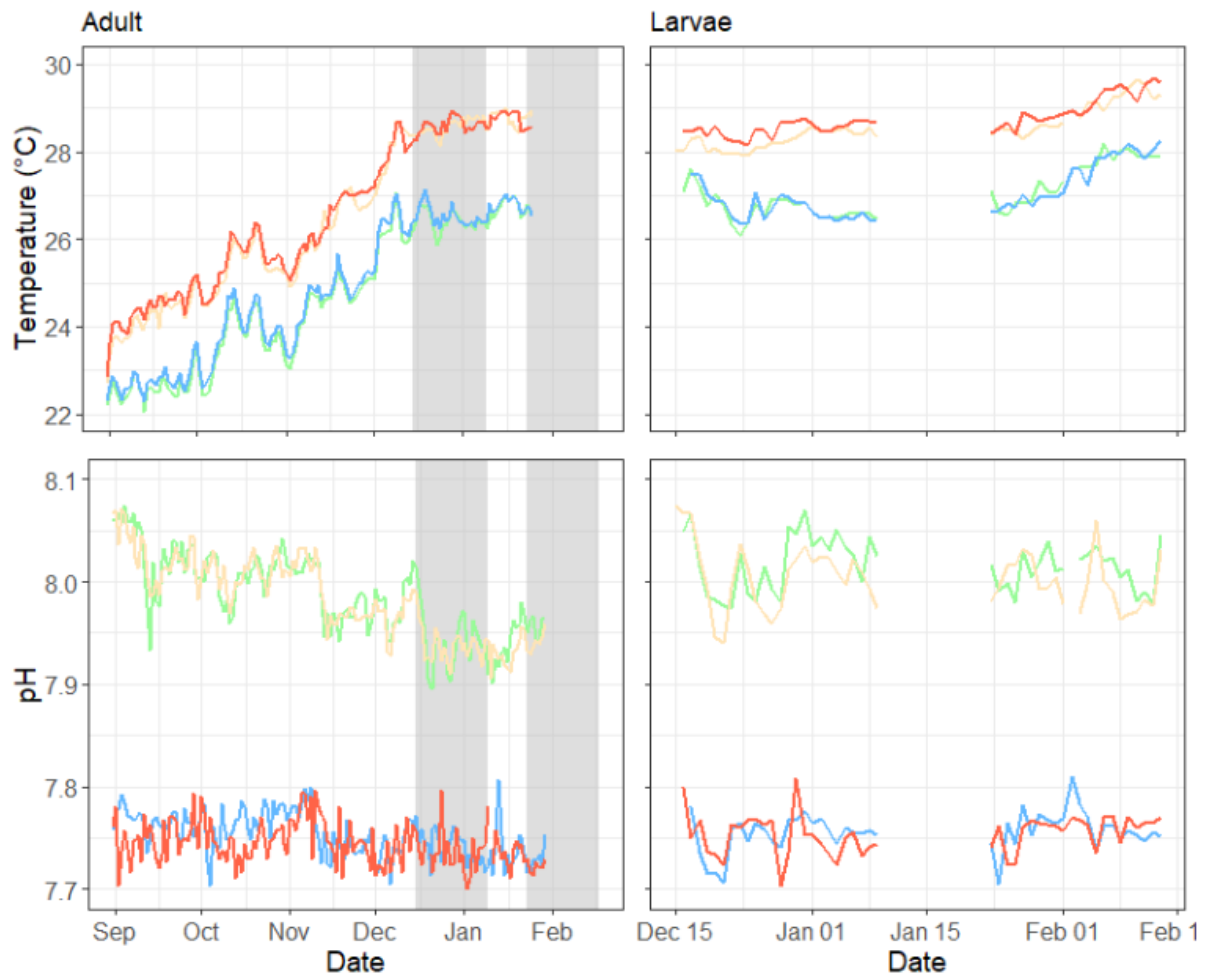 Adult
Larvae
Temperature (°C)
30
28
26
24
22
pH
8.1
8.0
7.9
7.8
7.7
Sep Oct Nov Dec Jan Feb
Date
Dec 15 Jan 01 Jan 15 Feb 01 Feb 1
Date